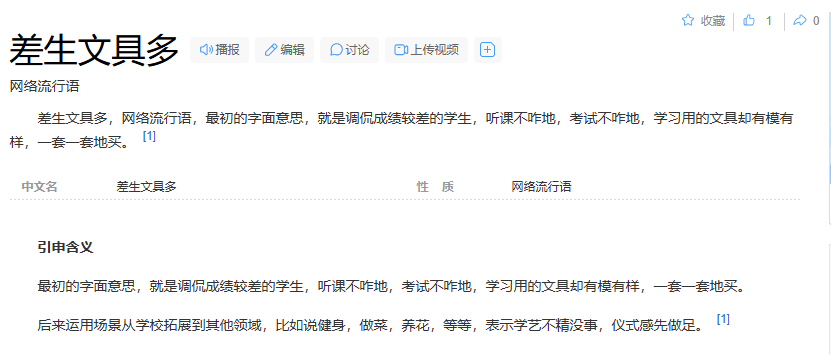 收藏 1 0
差生文具多 播报 编辑 讨论 上传视频
网络流行语
差生文具多，网络流行语，最初的字面意思，就是调侃成绩较差的学生，听课不咋地，考试不咋地，学习用的文具却有模有
样，一套一套地买。 [1]
中文名 差生文具多 性 质 网络流行语
引申含义
最初的字面意思，就是调侃成绩较差的学生，听课不咋地，考试不咋地，学习用的文具却有模有样，一套一套地买。
后来运用场景从学校拓展到其他领域，比如说健身，做菜，养花，等等，表示学艺不精没事，仪式感先做足。 [1]